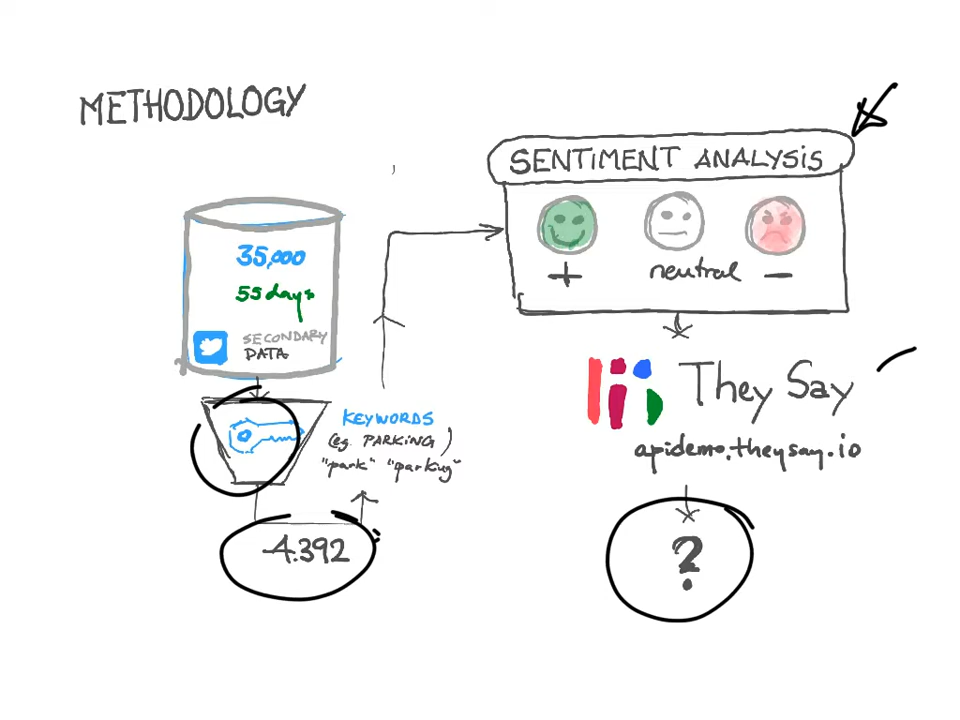 METHODOLOGY
35,000
55 days
SECONDARY
DATA
KEYWORDS
(eg. PARKING)
"park" "parking"
4.392
SENTIMENT ANALYSIS
+ neutral -
They Say
apidemo.theysay.io
?